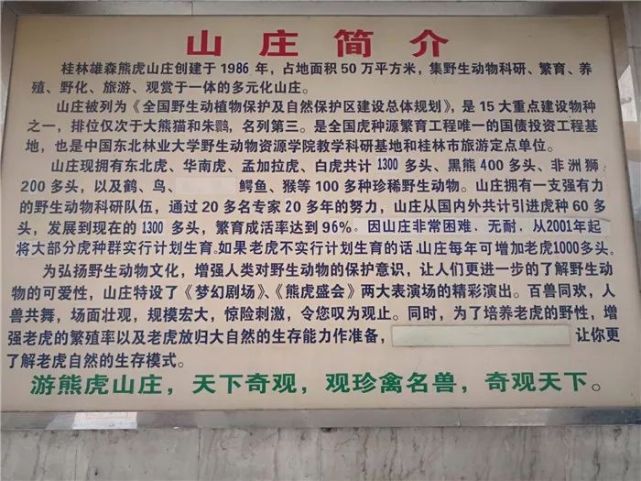 山庄简介
桂林雄森熊虎山庄创建于1986年，占地面积50万平方米，集野生动物科研、繁育、养
殖、野化、旅游、观赏于一体的多元化山庄。
山庄被列为《全国野生动植物保护及自然保护区建设总体规划》，是15大重点建设物种
之一，排位仅次于大熊猫和朱鹮，名列第三。是全国虎种源繁育工程唯一的国债投资工程基
地，也是中国东北林业大学野生动物资源学院教学科研基地和桂林市旅游定点单位。
山庄现拥有东北虎、华南虎、孟加拉虎、白虎共计1300多头、黑熊400多头、非洲狮
200多头，以及鹤、鸟、鳄鱼、猴等100多种珍稀野生动物。山庄拥有一支强有力
的野生动物科研队伍，通过20多名专家20多年的努力，山庄从国内外共计引进虎种60多
头，发展到现在的1300多头，繁育成活率达到96%。因山庄非常困难、无耐，从2001年起
将大部分虎种群实行计划生育。如果老虎不实行计划生育的话，山庄每年可增加老虎1000多头。
为弘扬野生动物文化，增强人类对野生动物的保护意识，让人们更进一步的了解野生动
物的可爱性，山庄特设了《梦幻剧场》、《熊虎盛会》两大表演场的精彩演出。百兽同欢，人
兽共舞，场面壮观，规模宏大，惊险刺激，令您叹为观止。同时，为了培养老虎的野性，增
强老虎的繁殖率以及老虎放归大自然的生存能力作准备，让你更
了解老虎自然的生存模式。
游熊虎山庄，天下奇观，观珍禽名兽，奇观天下。